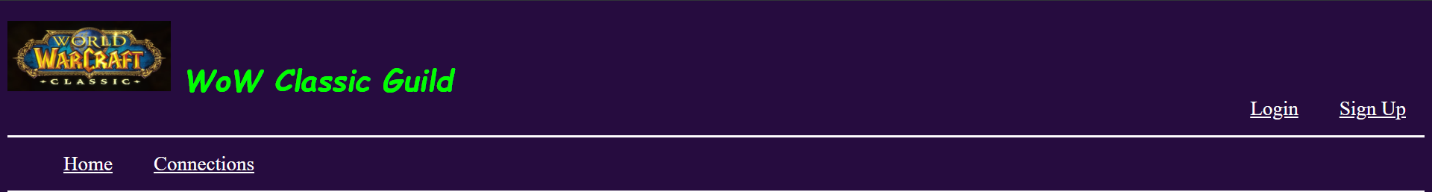 WORLD
WARCRAFT
CLASSIC
WoW Classic Guild
Login Sign Up
Home Connections